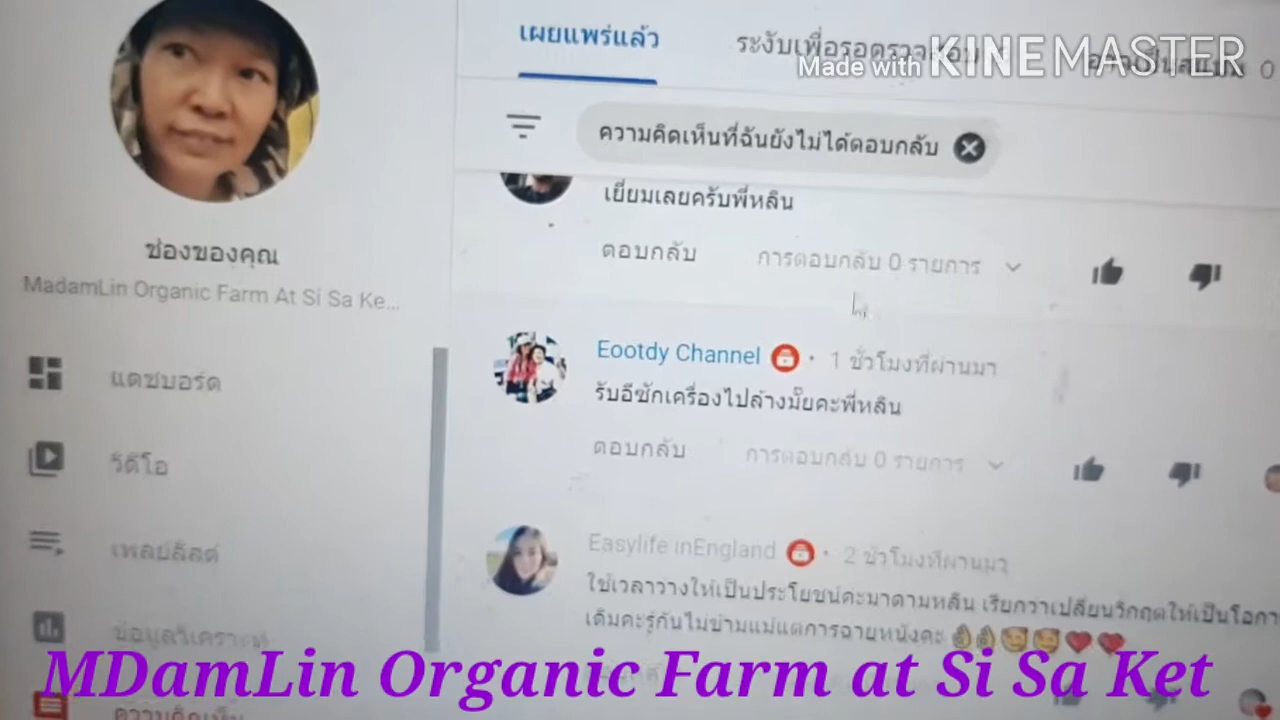 เผยแพร่แล้ว
Made with KINEMASTER
0
ความคิดเห็นที่ฉันยังไม่ได้ตอบกลับ
เยี่ยมเลยครับพี่หลิน
ตอบกลับ การตอบกลับ 0 รายการ
ช่องของคุณ
MadamLin Organic Farm At Si Sa Ke...
Eootdy Channel • 1 ชั่วโมงที่ผ่านมา
รับอีซักเครื่องไปล้างมั๊ยคะพี่หลิน
ตอบกลับ การตอบกลับ 0 รายการ
แดชบอร์ด
วิดีโอ
เพลย์ลิสต์
ข้อมูลวิเคราะห์
ความคิดเห็น
Easylife inEngland • 2 ชั่วโมงที่ผ่านมา
ใช้เวลาวางให้เป็นประโยชน์คะมาดามหลิน เรียกว่าเปลี่ยนวิกฤตให้เป็นโอกา
เดิมคะรู้กันไม่ข้ามแม้แต่การฉายหนังคะ 👌👌🥰🥰❤️❤️
MDamLin Organic Farm at Si Sa Ket